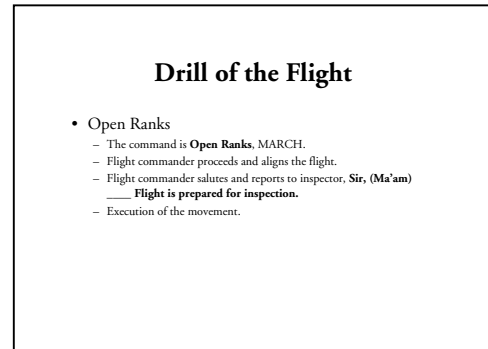 Drill of the Flight
• Open Ranks
– The command is Open Ranks, MARCH.
– Flight commander proceeds and aligns the flight.
– Flight commander salutes and reports to inspector, Sir, (Ma’am)
____ Flight is prepared for inspection.
– Execution of the movement.